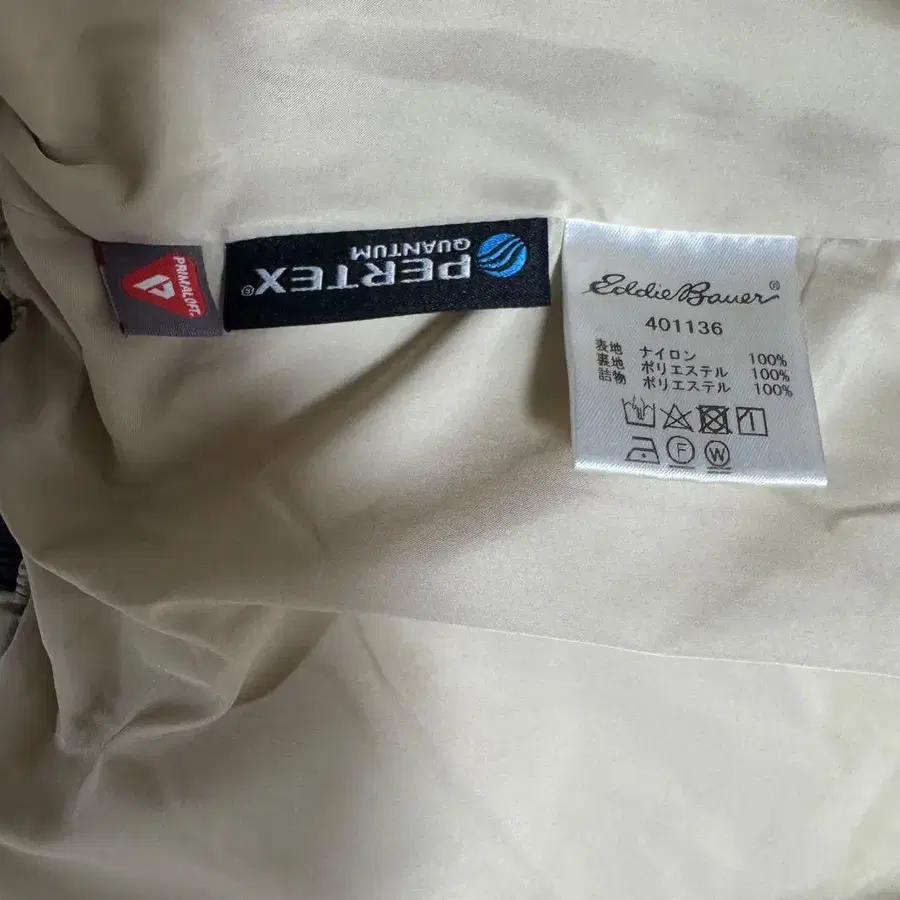 PRIMALOFT®
PERTEX®
QUANTUM
Eddie Bauer®
401136
表地 ナイロン 100%
裏地 ポリエステル 100%
詰物 ポリエステル 100%
F W